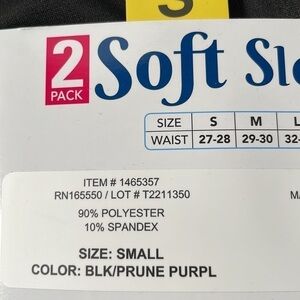 S
2
PACK
Soft
SIZE S M L
WAIST 27-28 29-30 32-
ITEM # 1465357
RN165550 / LOT # T2211350
90% POLYESTER
10% SPANDEX
SIZE: SMALL
COLOR: BLK/PRUNE PURPL